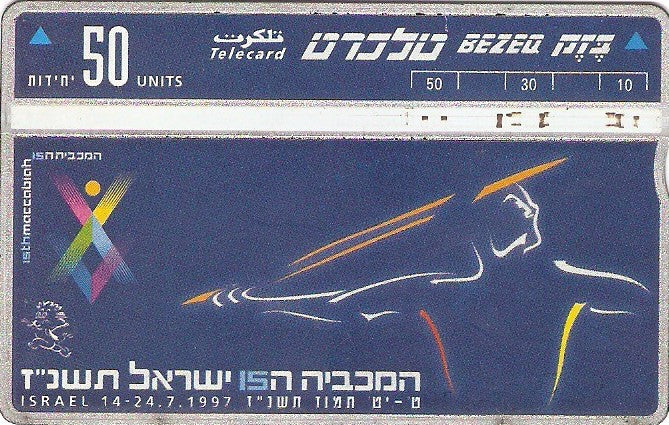 50 יחידות UNITS
تلكرت
Telecard
טלכרט BEZEQ בזק
50 30 10
המכביה ה15
15th maccabiah
המכביה ה15 ישראל תשנ"ז
ISRAEL 14-24.7.1997 ט - יט תמוז תשנ"ז